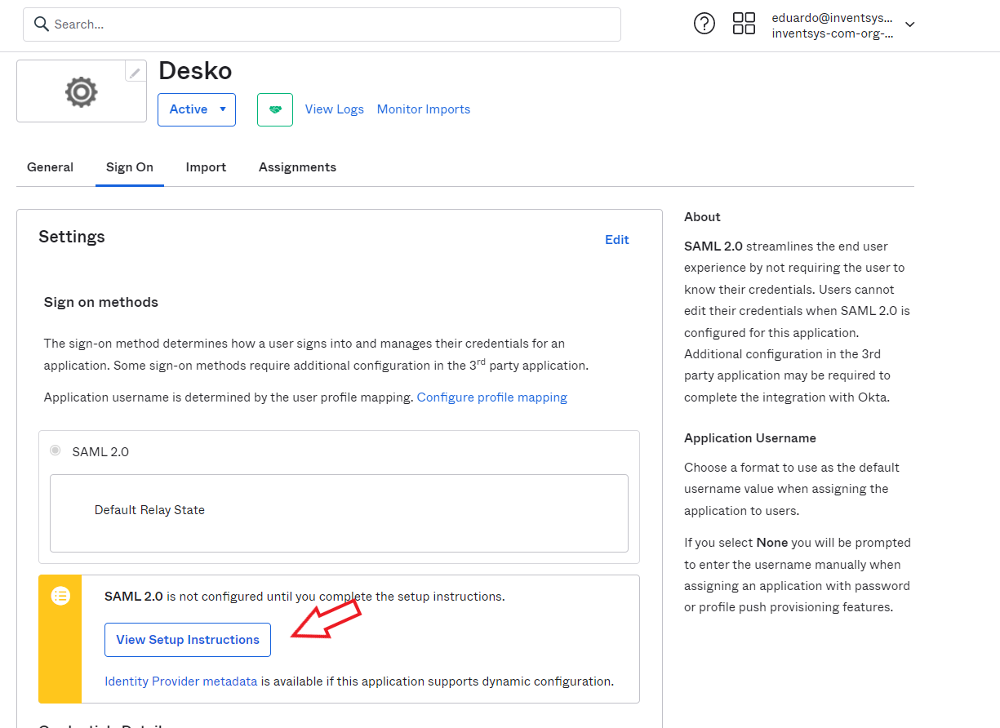 Search...
eduardo@inventsys...
inventsys-com-org-...
Desko
Active
View Logs
Monitor Imports
General
Sign On
Import
Assignments
Settings
Edit
Sign on methods
The sign-on method determines how a user signs into and manages their credentials for an
application. Some sign-on methods require additional configuration in the 3rd party application.
Application username is determined by the user profile mapping. Configure profile mapping
SAML 2.0
Default Relay State
SAML 2.0 is not configured until you complete the setup instructions.
View Setup Instructions
Identity Provider metadata is available if this application supports dynamic configuration.
About
SAML 2.0 streamlines the end user
experience by not requiring the user to
know their credentials. Users cannot
edit their credentials when SAML 2.0 is
configured for this application.
Additional configuration in the 3rd
party application may be required to
complete the integration with Okta.
Application Username
Choose a format to use as the default
username value when assigning the
application to users.
If you select None you will be prompted
to enter the username manually when
assigning an application with password
or profile push provisioning features.